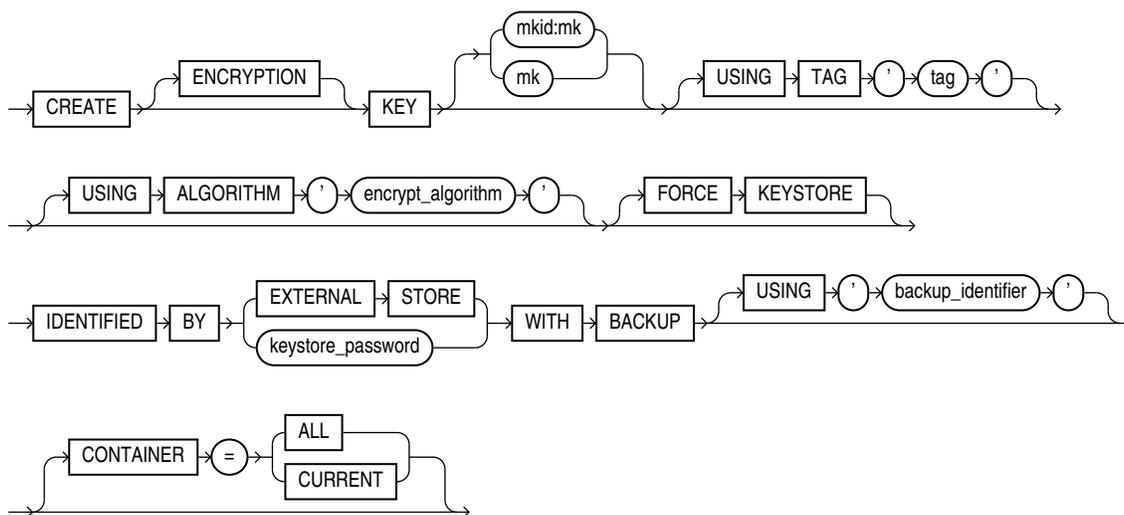 mkid:mk
ENCRYPTION mk USING TAG ’ tag ’
CREATE KEY
USING ALGORITHM ’ encrypt_algorithm ’ FORCE KEYSTORE
EXTERNAL STORE USING ’ backup_identifier ’
IDENTIFIED BY WITH BACKUP
keystore_password
ALL
CONTAINER =
CURRENT